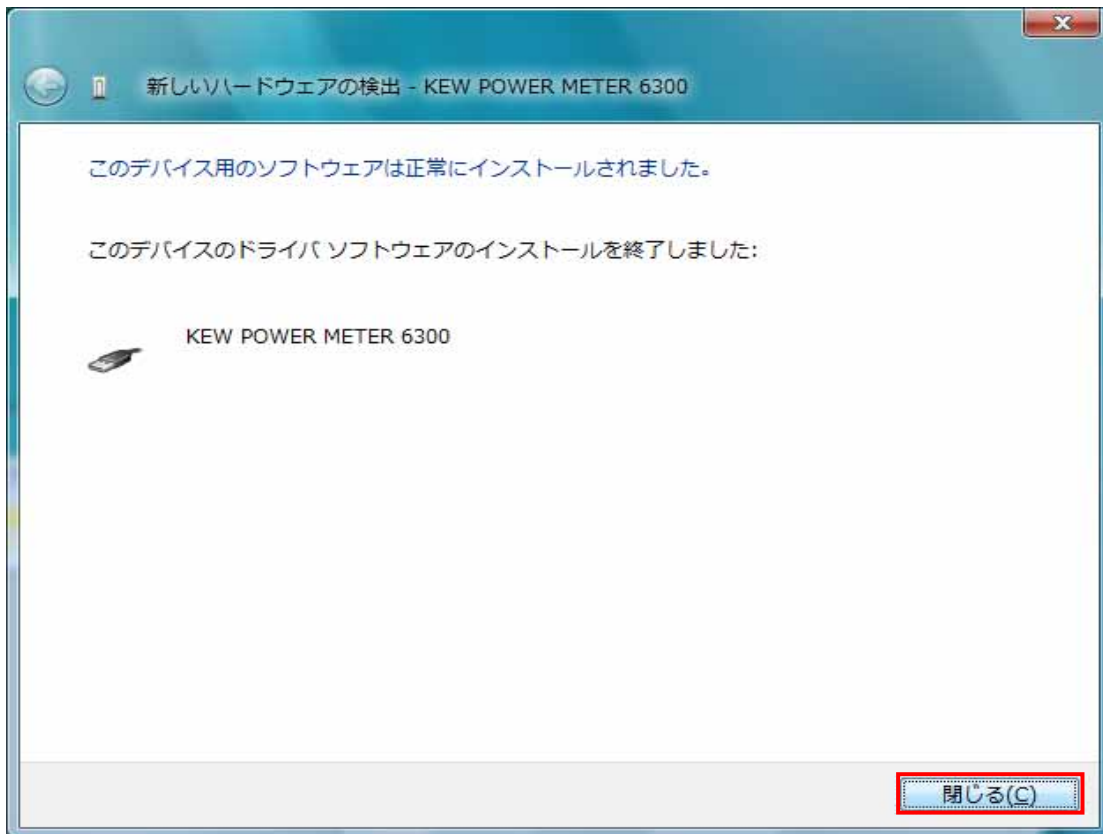 新しいハードウェアの検出 - KEW POWER METER 6300
このデバイス用のソフトウェアは正常にインストールされました。
このデバイスのドライバ ソフトウェアのインストールを終了しました:
KEW POWER METER 6300
閉じる(C)